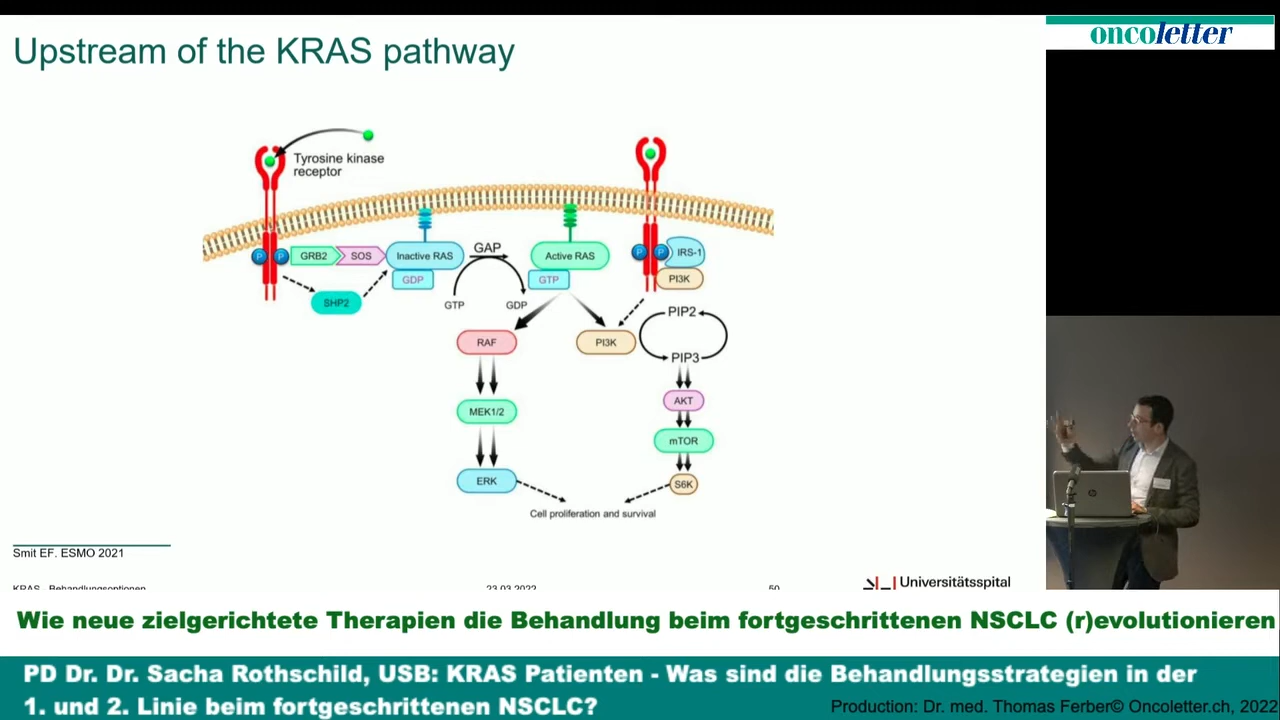 Upstream of the KRAS pathway
oncoletter
Tyrosine kinase
receptor
P P GRB2 SOS Inactive RAS GAP Active RAS P P IRS-1
GDP GTP PI3K
SHP2 GTP GDP
PIP2
RAF PI3K
PIP3
AKT
MEK1/2
mTOR
ERK S6K
Cell proliferation and survival
Smit EF. ESMO 2021
KRAS - Behandlungsoptionen 23.03.2022 50
Universitätsspital
hp
Wie neue zielgerichtete Therapien die Behandlung beim fortgeschrittenen NSCLC (r)evolutionieren
PD Dr. Dr. Sacha Rothschild, USB: KRAS Patienten - Was sind die Behandlungsstrategien in der
1. und 2. Linie beim fortgeschrittenen NSCLC?
Production: Dr. med. Thomas Ferber© Oncoletter.ch, 2022